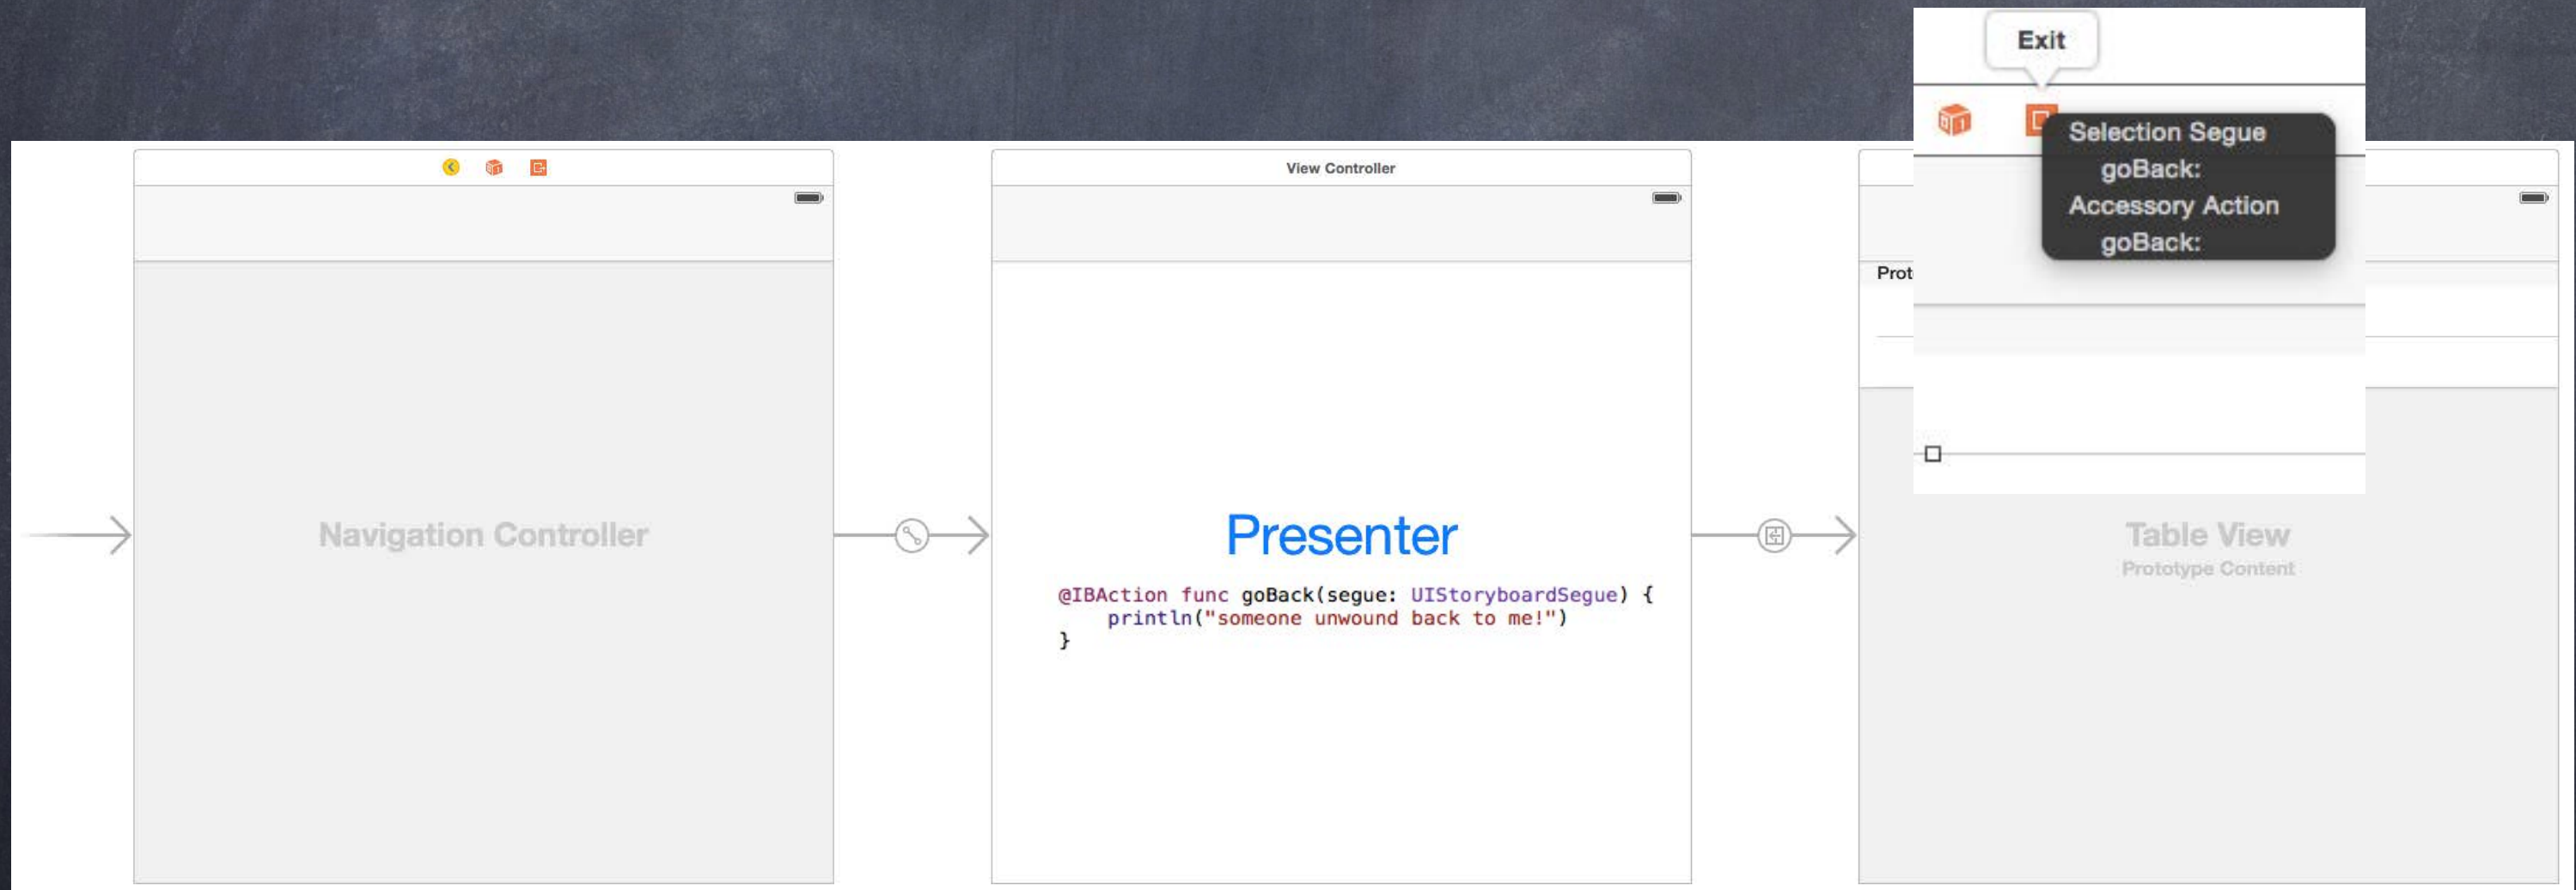 Exit
Selection Segue
goBack:
Accessory Action
goBack:
View Controller
Prot
Navigation Controller
Presenter
@IBAction func goBack(segue: UIStoryboardSegue) {
println("someone unwound back to me!")
}
Table View
Prototype Content